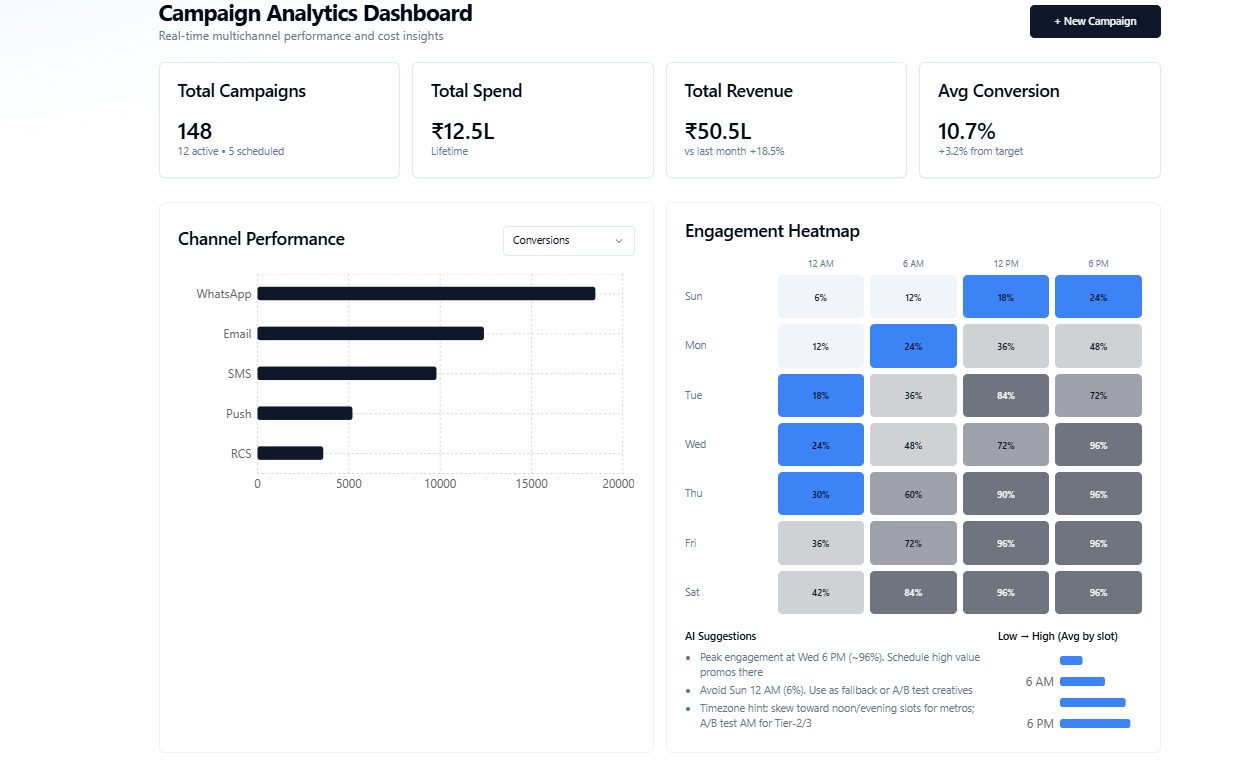 Campaign Analytics Dashboard
Real-time multichannel performance and cost insights
+ New Campaign
Total Campaigns
148
12 active • 5 scheduled
Total Spend
₹12.5L
Lifetime
Total Revenue
₹50.5L
vs last month +18.5%
Avg Conversion
10.7%
+3.2% from target
Channel Performance
Conversions
WhatsApp
Email
SMS
Push
RCS
0 5000 10000 15000 20000
Engagement Heatmap
12 AM 6 AM 12 PM 6 PM
Sun 6% 12% 18% 24%
Mon 12% 24% 36% 48%
Tue 18% 36% 84% 72%
Wed 24% 48% 72% 96%
Thu 30% 60% 90% 96%
Fri 36% 72% 96% 96%
Sat 42% 84% 96% 96%
AI Suggestions
• Peak engagement at Wed 6 PM (~96%). Schedule high value
promos there
• Avoid Sun 12 AM (6%). Use as fallback or A/B test creatives
• Timezone hint: skew toward noon/evening slots for metros;
A/B test AM for Tier-2/3
Low → High (Avg by slot)
6 AM
6 PM